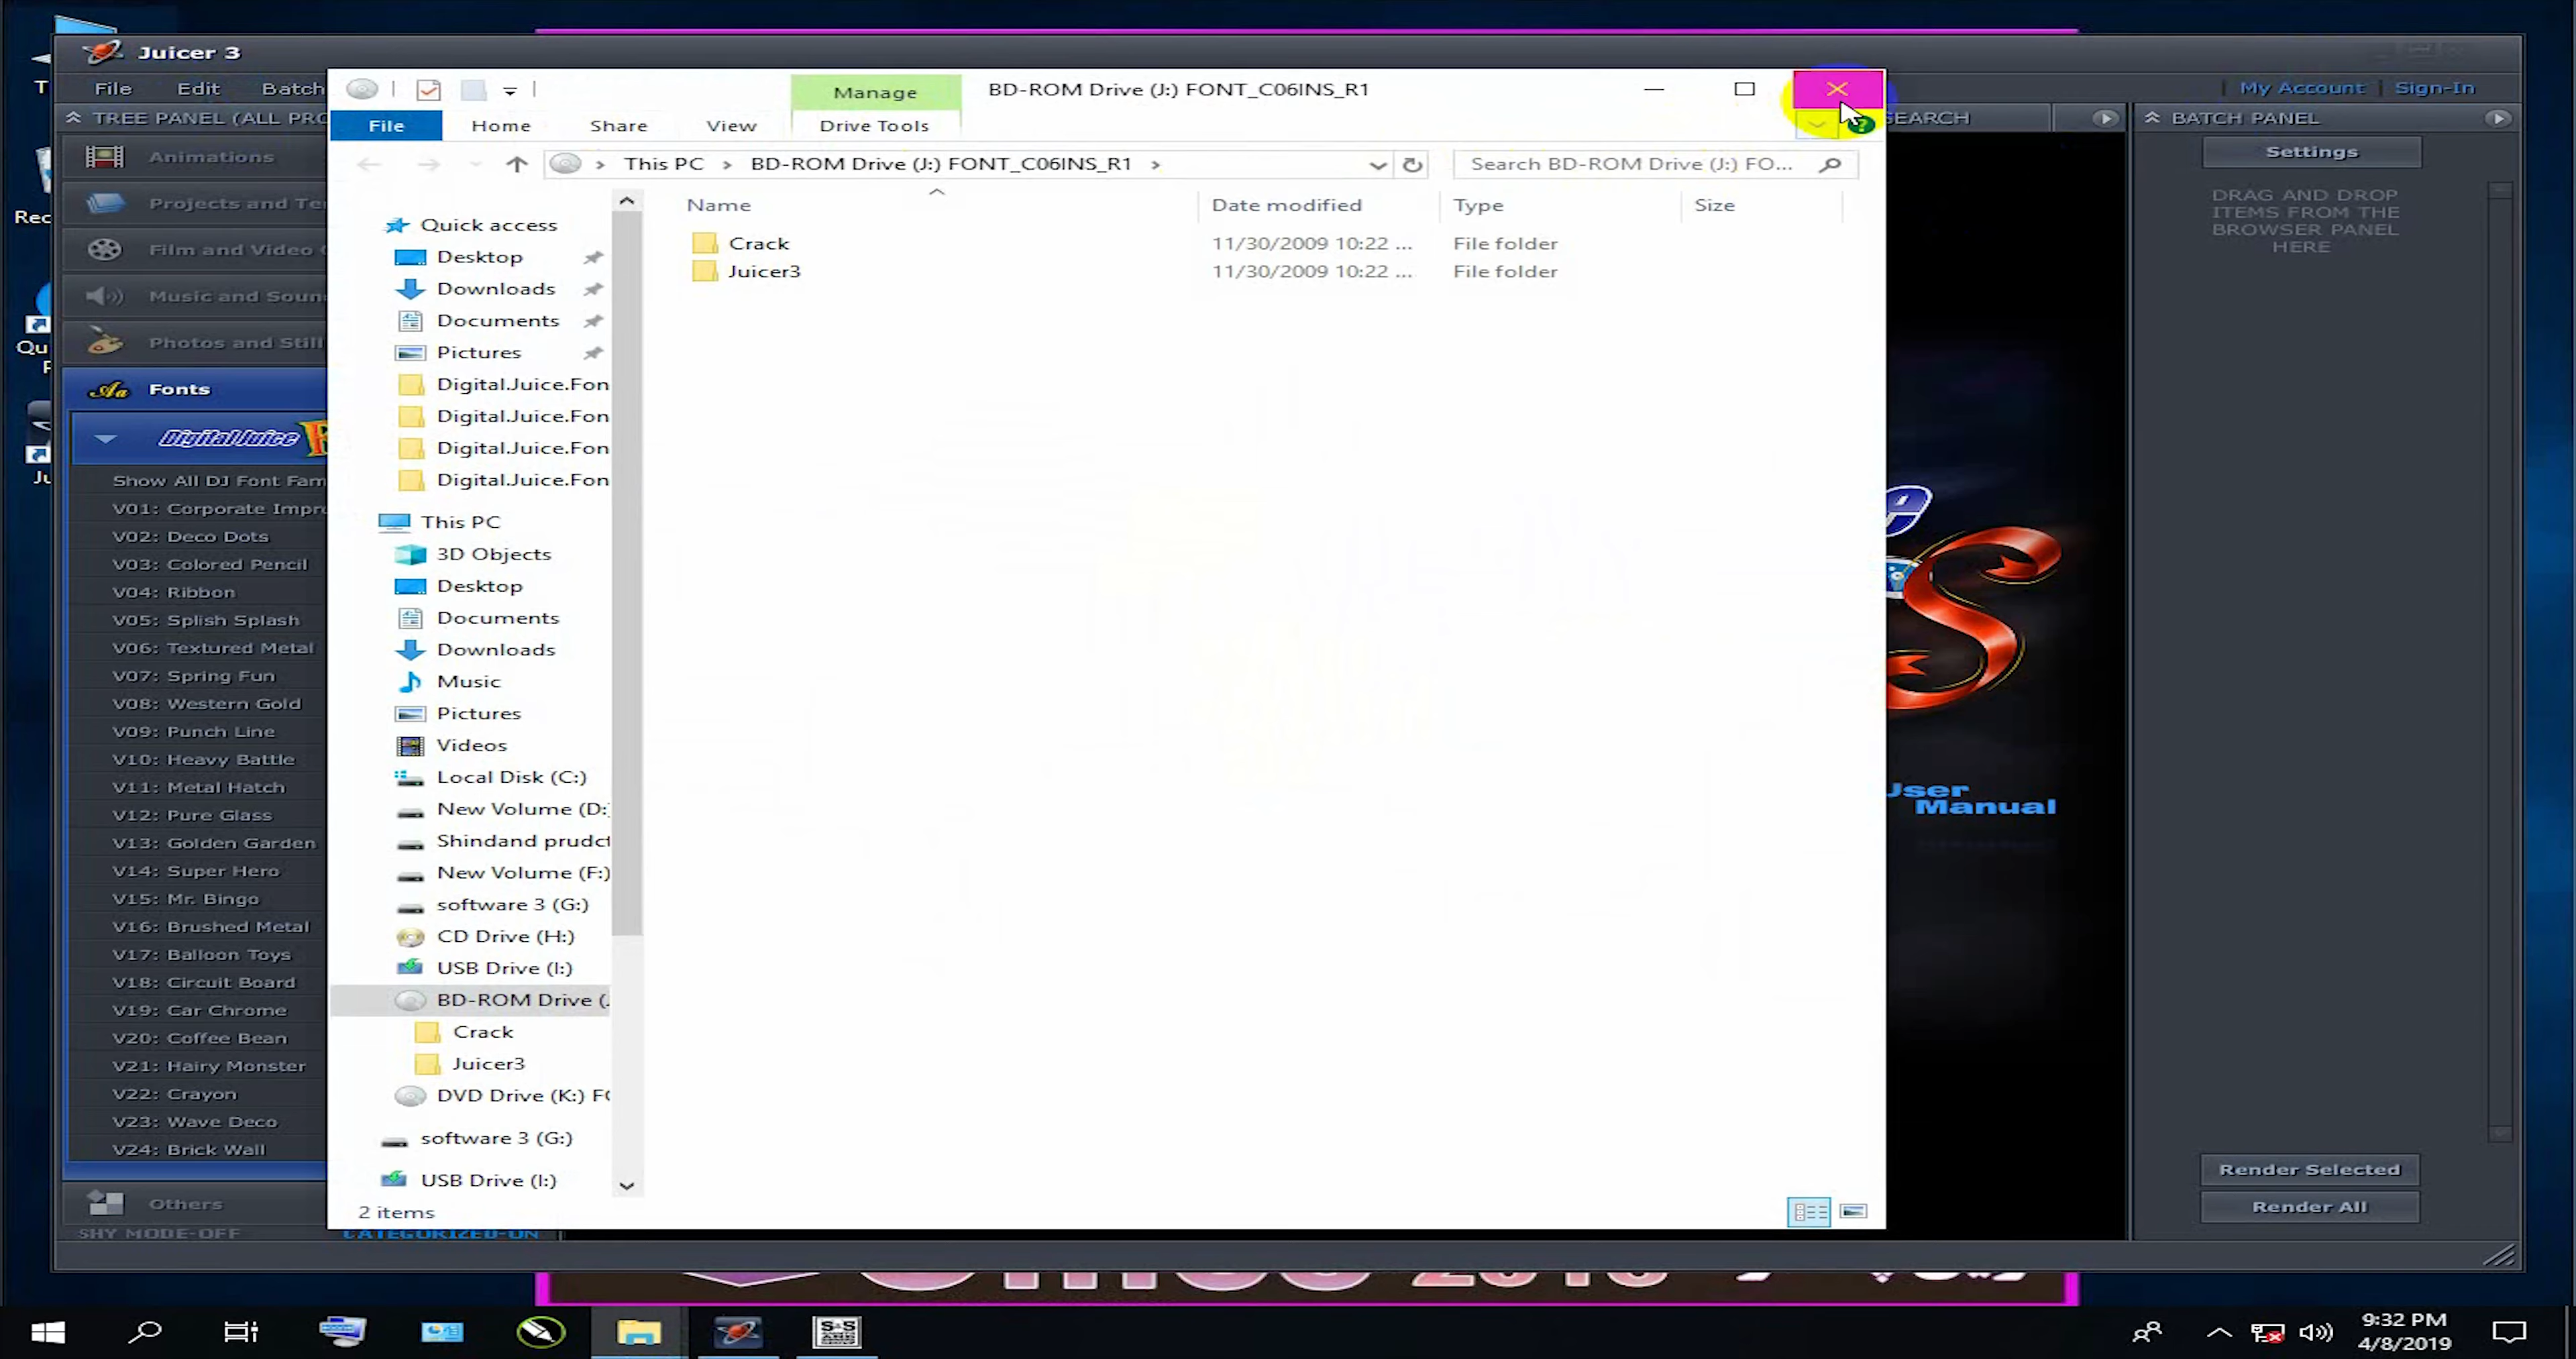 Juicer 3
File Edit Batch
My Account | Sign-In
TREE PANEL (ALL PRO
Animations
Projects and Te
Film and Video
Music and Soun
Photos and Still
Fonts
DigitalJuice
Show All DJ Font Fam
V01: Corporate Impr
V02: Deco Dots
V03: Colored Pencil
V04: Ribbon
V05: Splish Splash
V06: Textured Metal
V07: Spring Fun
V08: Western Gold
V09: Punch Line
V10: Heavy Battle
V11: Metal Hatch
V12: Pure Glass
V13: Golden Garden
V14: Super Hero
V15: Mr. Bingo
V16: Brushed Metal
V17: Balloon Toys
V18: Circuit Board
V19: Car Chrome
V20: Coffee Bean
V21: Hairy Monster
V22: Crayon
V23: Wave Deco
V24: Brick Wall
Others
SHY MODE-OFF CATEGORIZED-ON
Manage BD-ROM Drive (J:) FONT_C06INS_R1
File Home Share View Drive Tools
This PC › BD-ROM Drive (J:) FONT_C06INS_R1 ›
Search BD-ROM Drive (J:) FO...
Name Date modified Type Size
Crack 11/30/2009 10:22 ... File folder
Juicer3 11/30/2009 10:22 ... File folder
Quick access
Desktop
Downloads
Documents
Pictures
Digital.Juice.Fon
Digital.Juice.Fon
Digital.Juice.Fon
Digital.Juice.Fon
This PC
3D Objects
Desktop
Documents
Downloads
Music
Pictures
Videos
Local Disk (C:)
New Volume (D:
Shindand prudct
New Volume (F:)
software 3 (G:)
CD Drive (H:)
USB Drive (I:)
BD-ROM Drive (
Crack
Juicer3
DVD Drive (K:) F
software 3 (G:)
USB Drive (I:)
2 items
SEARCH
BATCH PANEL
Settings
DRAG AND DROP
ITEMS FROM THE
BROWSER PANEL
HERE
User
Manual
Render Selected
Render All
Rec
Qu
Ju
S&S
9:32 PM
4/8/2019